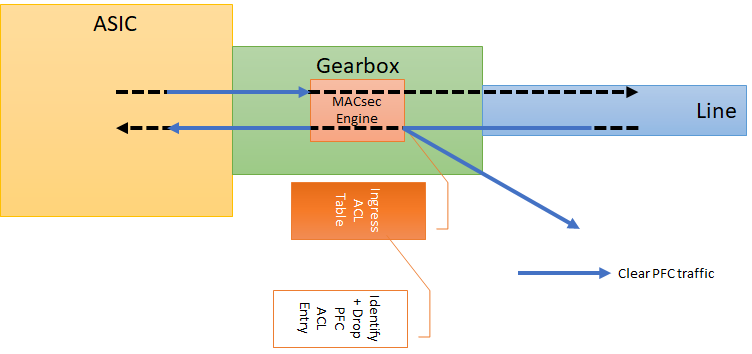 ASIC
Gearbox
MACsec
Engine
Line
Ingress
ACL
Table
Clear PFC traffic
Identify
+ Drop
PFC
ACL
Entry